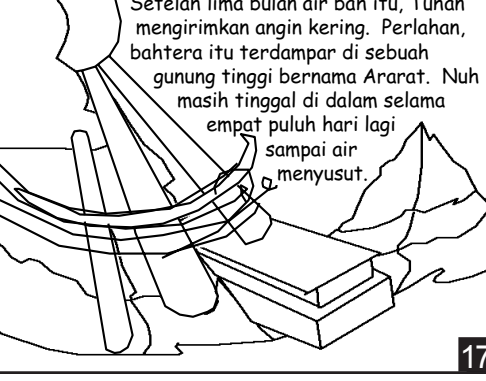 Setelah lima bulan air bah itu, Tuhan
mengirimkan angin kering. Perlahan,
bahtera itu terdampar di sebuah
gunung tinggi bernama Ararat. Nuh
masih tinggal di dalam selama
empat puluh hari lagi
sampai air
menyusut.
17